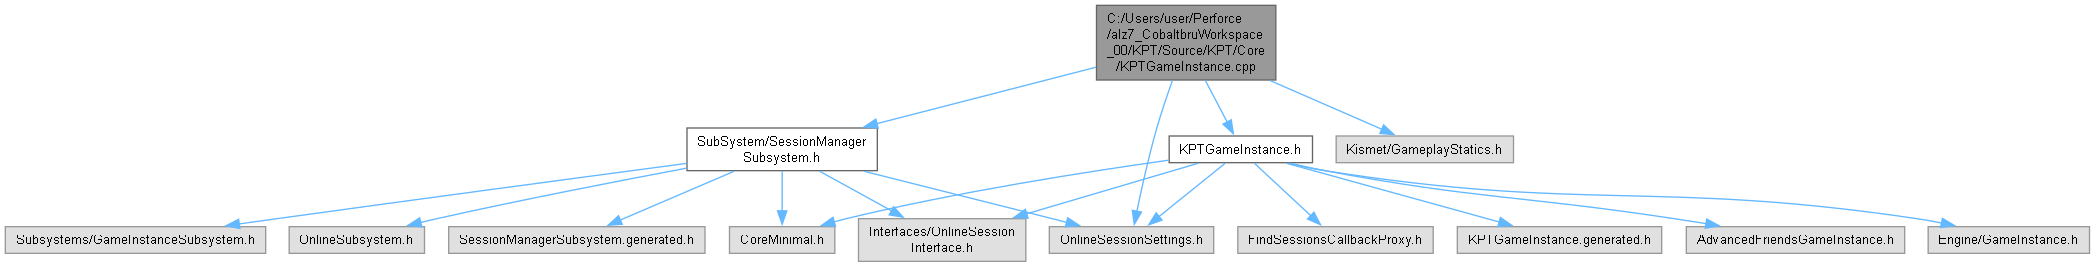 C:/Users/user/Perforce
/alz7_CobaltbruWorkspace
_00/KPT/Source/KPT/Core
/KPTGameInstance.cpp
SubSystem/SessionManager
Subsystem.h
KPTGameInstance.h
Kismet/GameplayStatics.h
Subsystems/GameInstanceSubsystem.h
OnlineSubsystem.h
SessionManagerSubsystem.generated.h
CoreMinimal.h
Interfaces/OnlineSession
Interface.h
OnlineSessionSettings.h
FindSessionsCallbackProxy.h
KPTGameInstance.generated.h
AdvancedFriendsGameInstance.h
Engine/GameInstance.h